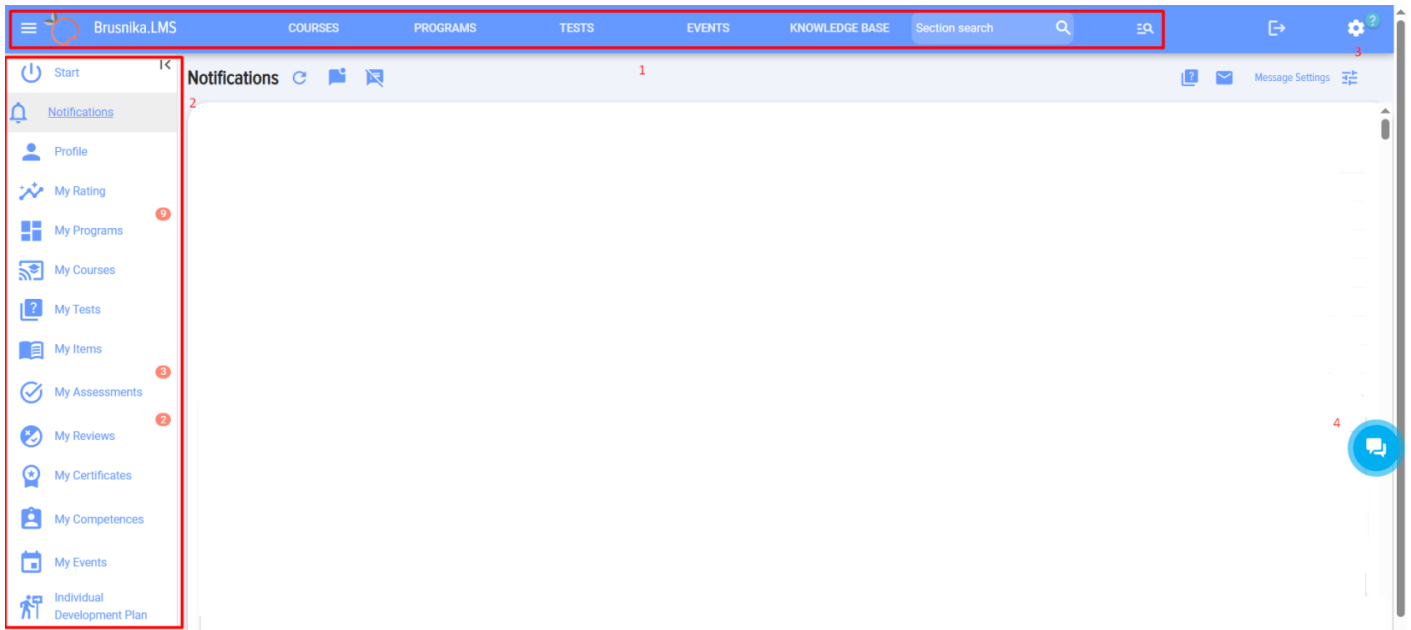 Brusnika.LMS COURSES PROGRAMS TESTS EVENTS KNOWLEDGE BASE Section search ?
3
Start
Notifications 1 ? Message Settings
2
Notifications
Profile
My Rating
9
My Programs
My Courses
? My Tests
My Items
3
My Assessments
2
My Reviews
4
My Certificates
My Competences
My Events
Individual
Development Plan